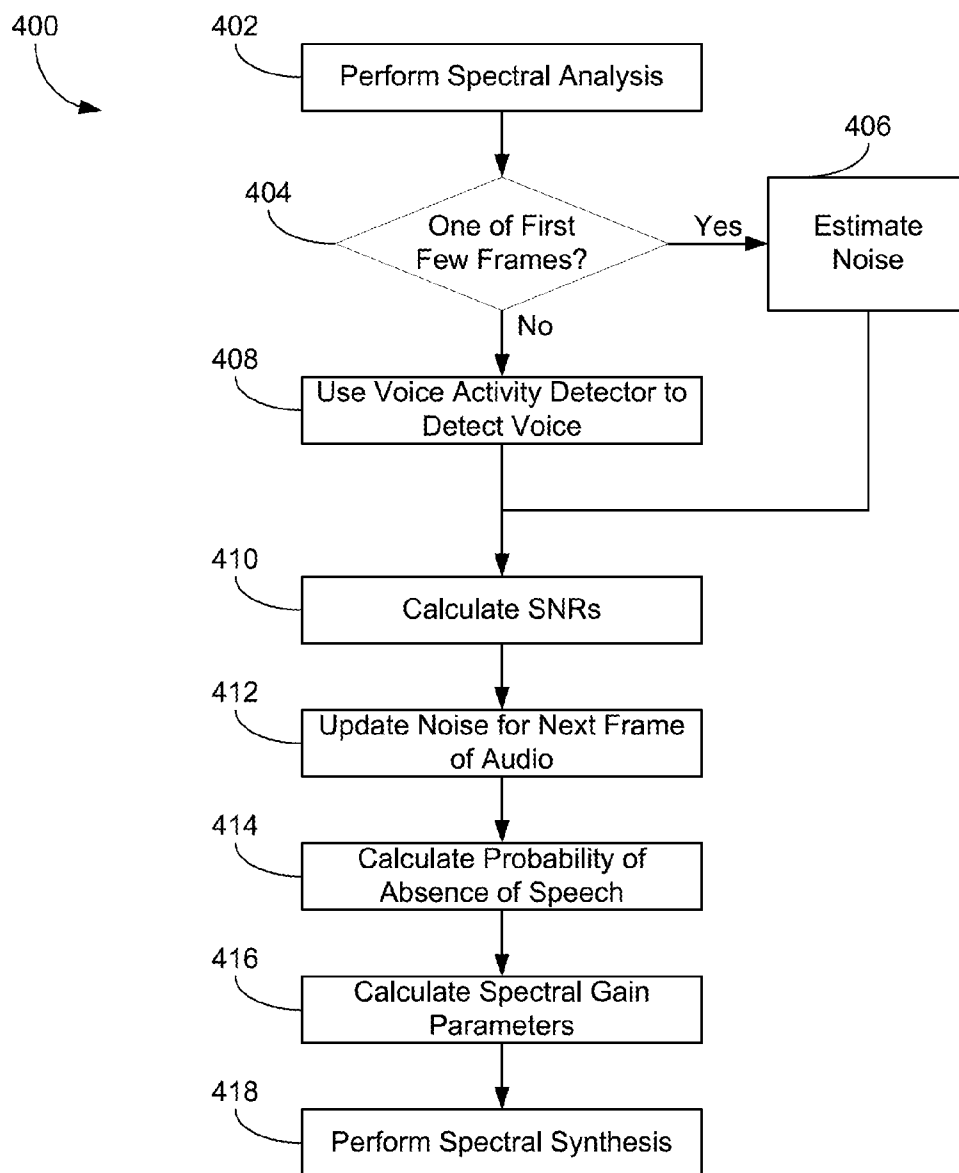 400
402
Perform Spectral Analysis
406
404
One of First
Few Frames?
Yes
Estimate
Noise
No
408
Use Voice Activity Detector to
Detect Voice
410
Calculate SNRs
412
Update Noise for Next Frame
of Audio
414
Calculate Probability of
Absence of Speech
416
Calculate Spectral Gain
Parameters
418
Perform Spectral Synthesis